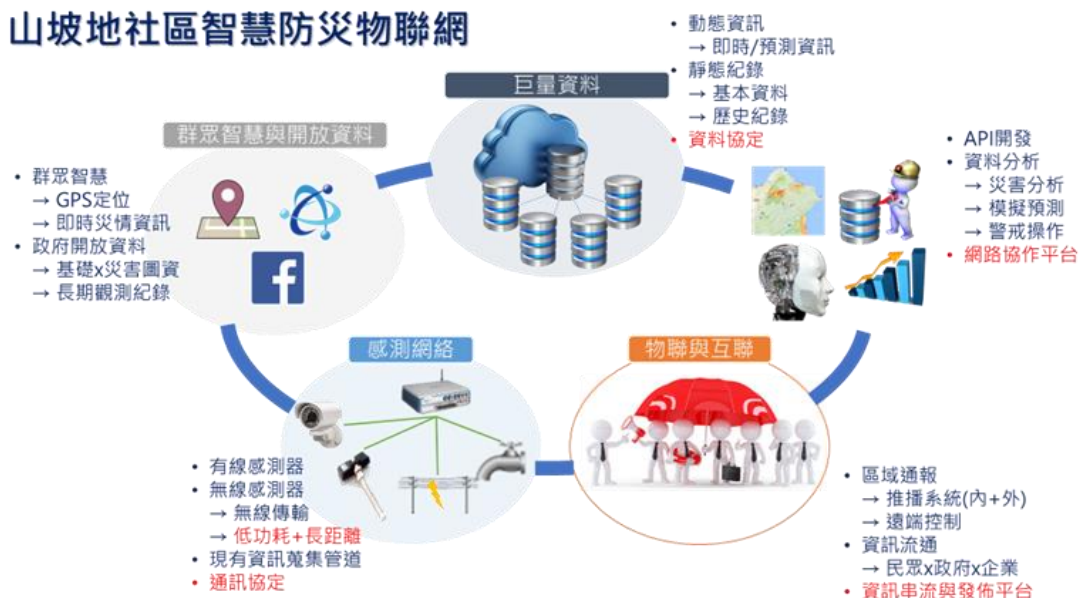 山坡地社區智慧防災物聯網
巨量資料
• 動態資訊
→ 即時/預測資訊
• 靜態紀錄
→ 基本資料
→ 歷史紀錄
• 資料協定
群眾智慧與開放資料
• 群眾智慧
→ GPS定位
→ 即時災情資訊
• 政府開放資料
→ 基礎x災害圖資
→ 長期觀測紀錄
• API開發
• 資料分析
→ 災害分析
→ 模擬預測
→ 警戒操作
• 網路協作平台
感測網絡
• 有線感測器
• 無線感測器
→ 無線傳輸
→ 低功耗+長距離
• 現有資訊蒐集管道
• 通訊協定
物聯與互聯
• 區域通報
→ 推播系統(內+外)
→ 遠端控制
• 資訊流通
→ 民眾x政府x企業
• 資訊串流與發佈平台